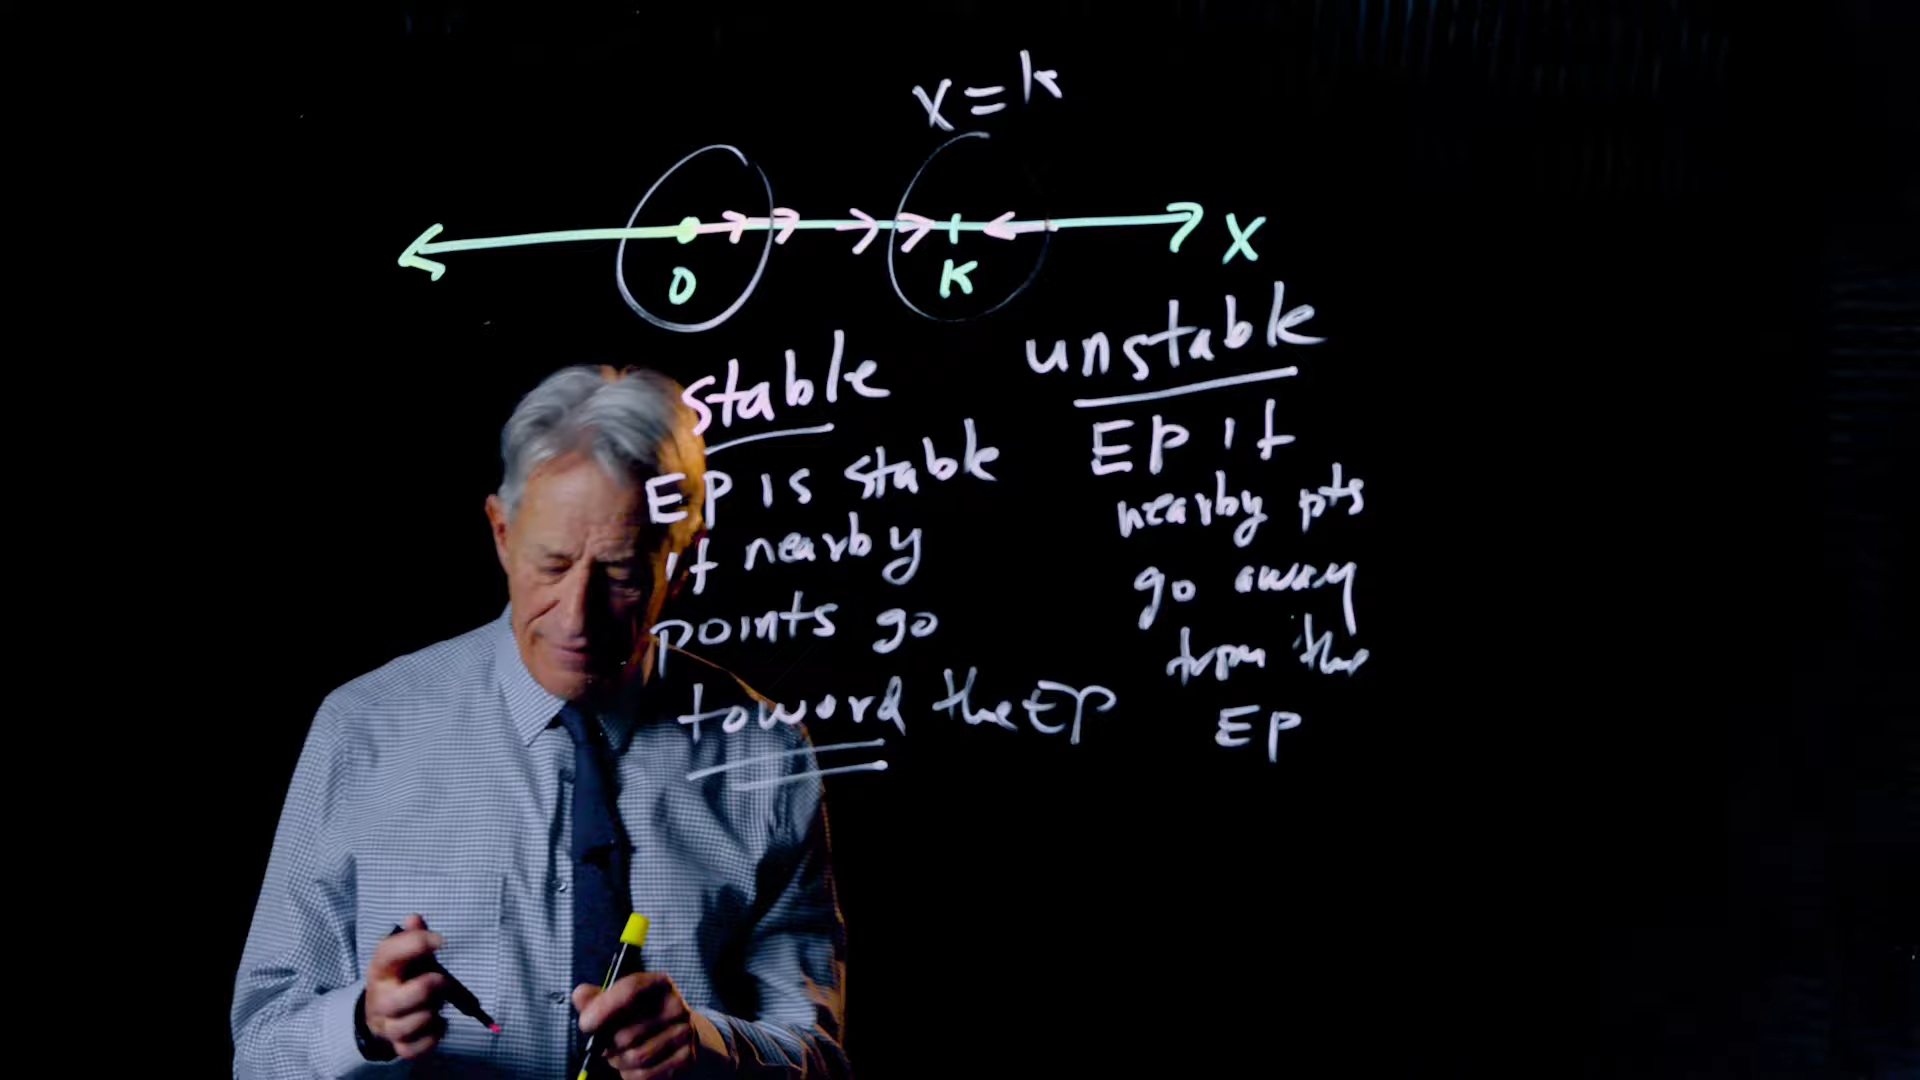 x = k
0
K
X
stable
EP is stable
if nearby
points go
toward the EP
unstable
EP if
nearby pts
go away
from the
EP